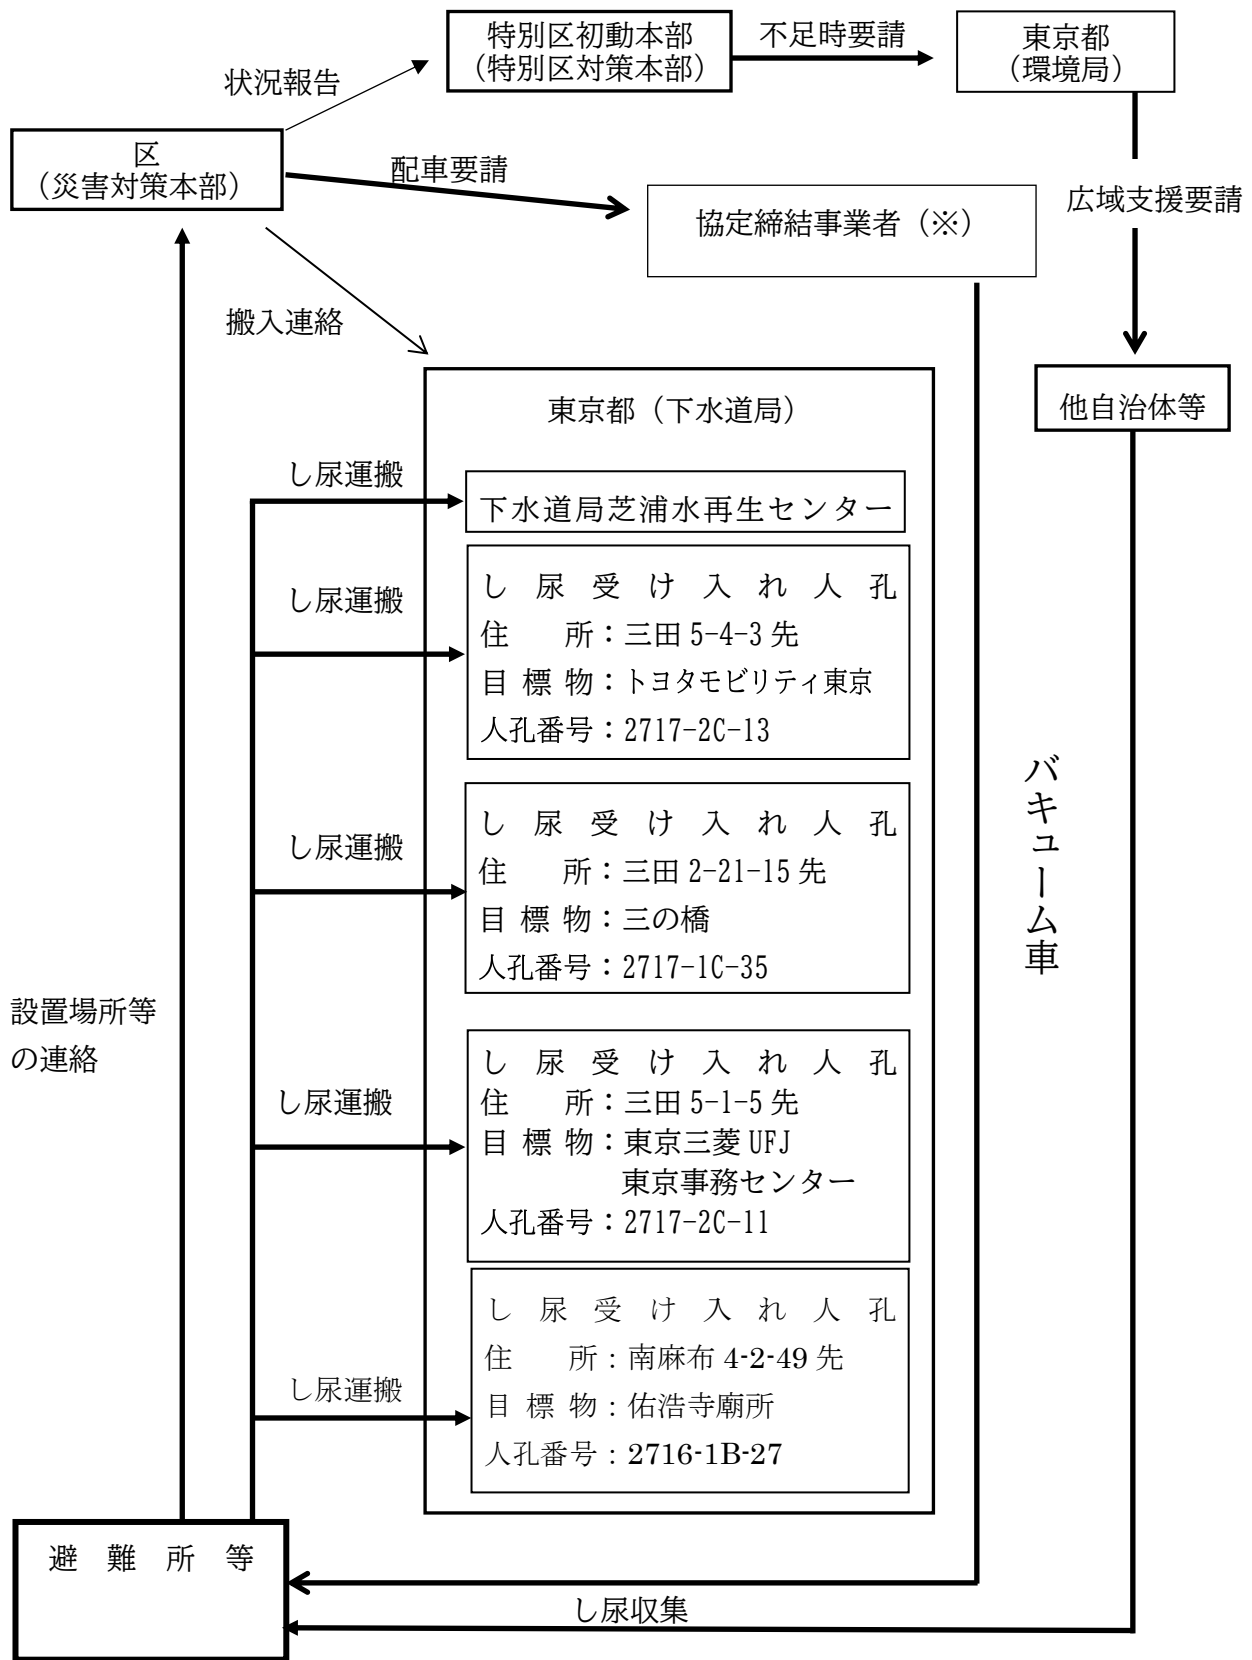 特別区初動本部
（特別区対策本部）
不足時要請
東京都
（環境局）
状況報告
区
（災害対策本部）
配車要請
協定締結事業者（※）
広域支援要請
搬入連絡
他自治体等
東京都（下水道局）
し尿運搬
下水道局芝浦水再生センター
し尿運搬
し尿受け入れ人孔
住　所：三田 5-4-3 先
目標物：トヨタモビリティ東京
人孔番号：2717-2C-13
バキューム車
し尿運搬
し尿受け入れ人孔
住　所：三田 2-21-15 先
目標物：三の橋
人孔番号：2717-1C-35
設置場所等
の連絡
し尿運搬
し尿受け入れ人孔
住　所：三田 5-1-5 先
目標物：東京三菱 UFJ
東京事務センター
人孔番号：2717-2C-11
し尿運搬
し尿受け入れ人孔
住　所：南麻布 4-2-49 先
目標物：佑浩寺廟所
人孔番号：2716-1B-27
避難所等
し尿収集